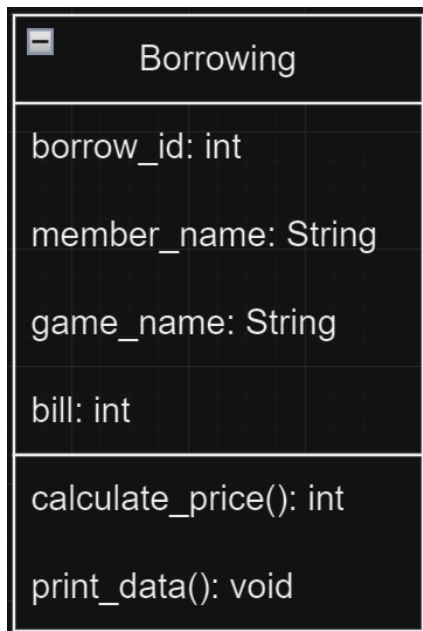 Borrowing
borrow_id: int
member_name: String
game_name: String
bill: int
calculate_price(): int
print_data(): void